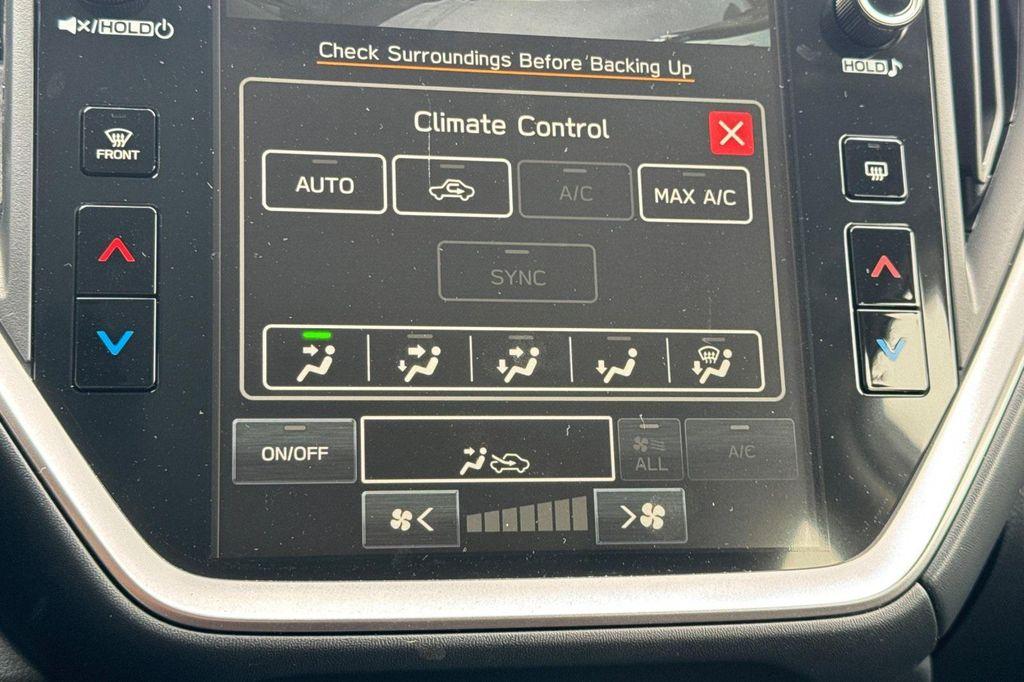 /HOLD
Check Surroundings Before Backing Up
HOLD
Climate Control
FRONT
AUTO
A/C
MAX A/C
SYNC
ON/OFF
ALL
A/C